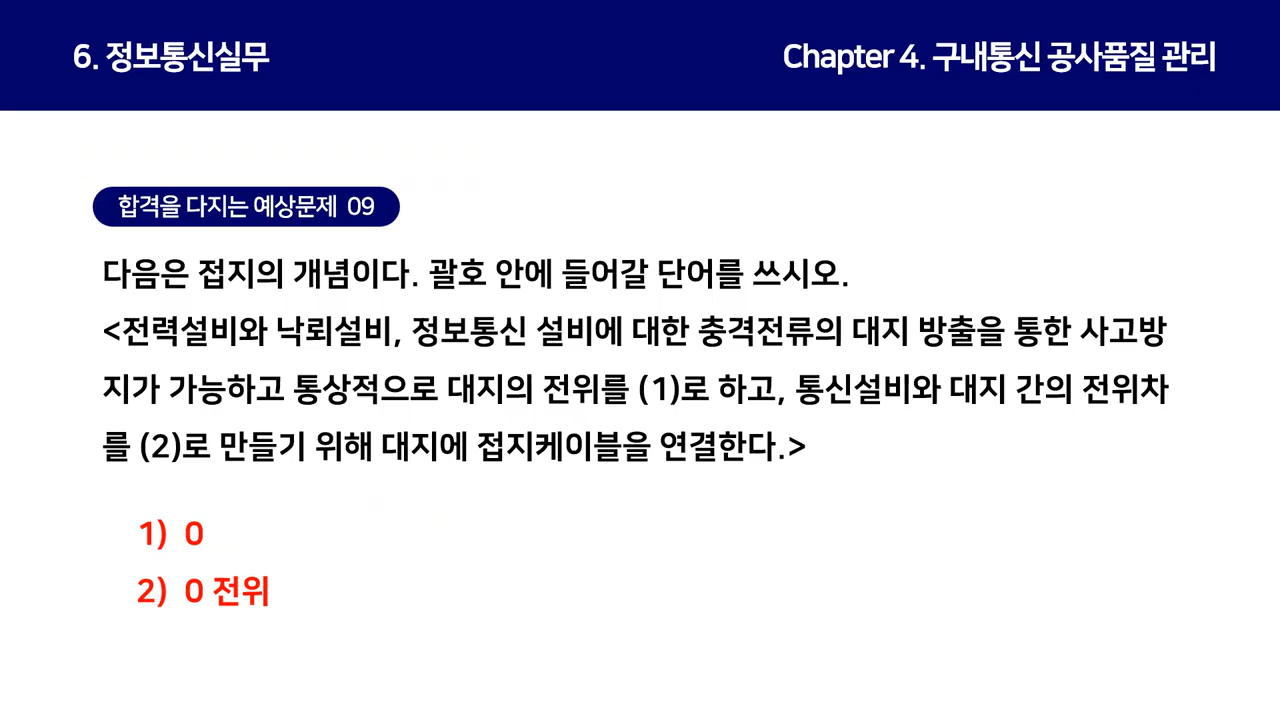 6. 정보통신실무
Chapter 4. 구내통신 공사품질 관리
합격을 다지는 예상문제 09
다음은 접지의 개념이다. 괄호 안에 들어갈 단어를 쓰시오.
<전력설비와 낙뢰설비, 정보통신 설비에 대한 충격전류의 대지 방출을 통한 사고방
지가 가능하고 통상적으로 대지의 전위를 (1)로 하고, 통신설비와 대지 간의 전위차
를 (2)로 만들기 위해 대지에 접지케이블을 연결한다.>
1) 0
2) 0 전위